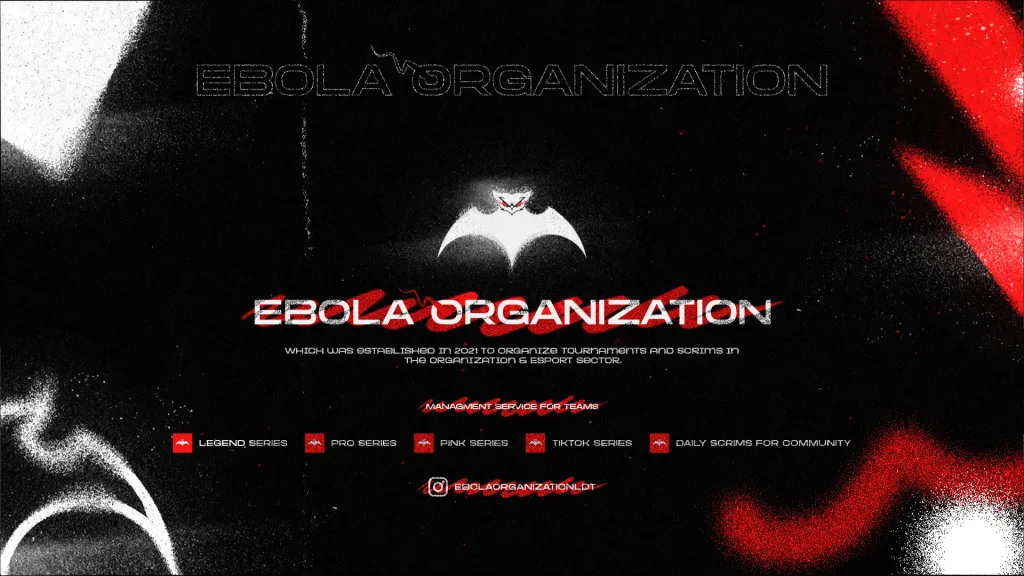 EBOLA ORGANIZATION
EBOLA ORGANIZATION
WHICH WAS ESTABLISHED IN 2021 TO ORGANIZE TOURNAMENTS AND SCRIMS IN
THE ORGANIZATION & ESPORT SECTOR.
MANAGMENT SERVICE FOR TEAMS
LEGEND SERIES PRO SERIES PINK SERIES TIKTOK SERIES DAILY SCRIMS FOR COMMUNITY
EBOLAORGANIZATIONLDT